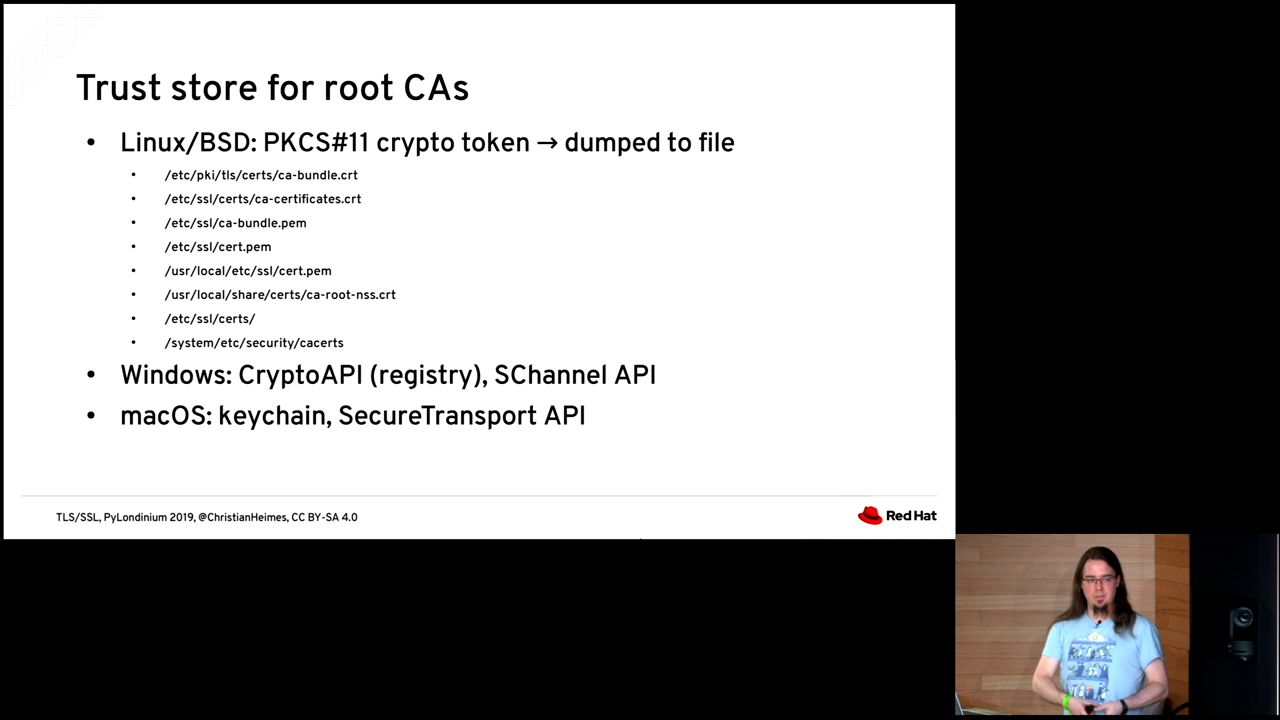 Trust store for root CAs
• Linux/BSD: PKCS#11 crypto token → dumped to file
• /etc/pki/tls/certs/ca-bundle.crt
• /etc/ssl/certs/ca-certificates.crt
• /etc/ssl/ca-bundle.pem
• /etc/ssl/cert.pem
• /usr/local/etc/ssl/cert.pem
• /usr/local/share/certs/ca-root-nss.crt
• /etc/ssl/certs/
• /system/etc/security/cacerts
• Windows: CryptoAPI (registry), SChannel API
• macOS: keychain, SecureTransport API
TLS/SSL, PyLondinium 2019, @ChristianHeimes, CC BY-SA 4.0
Red Hat